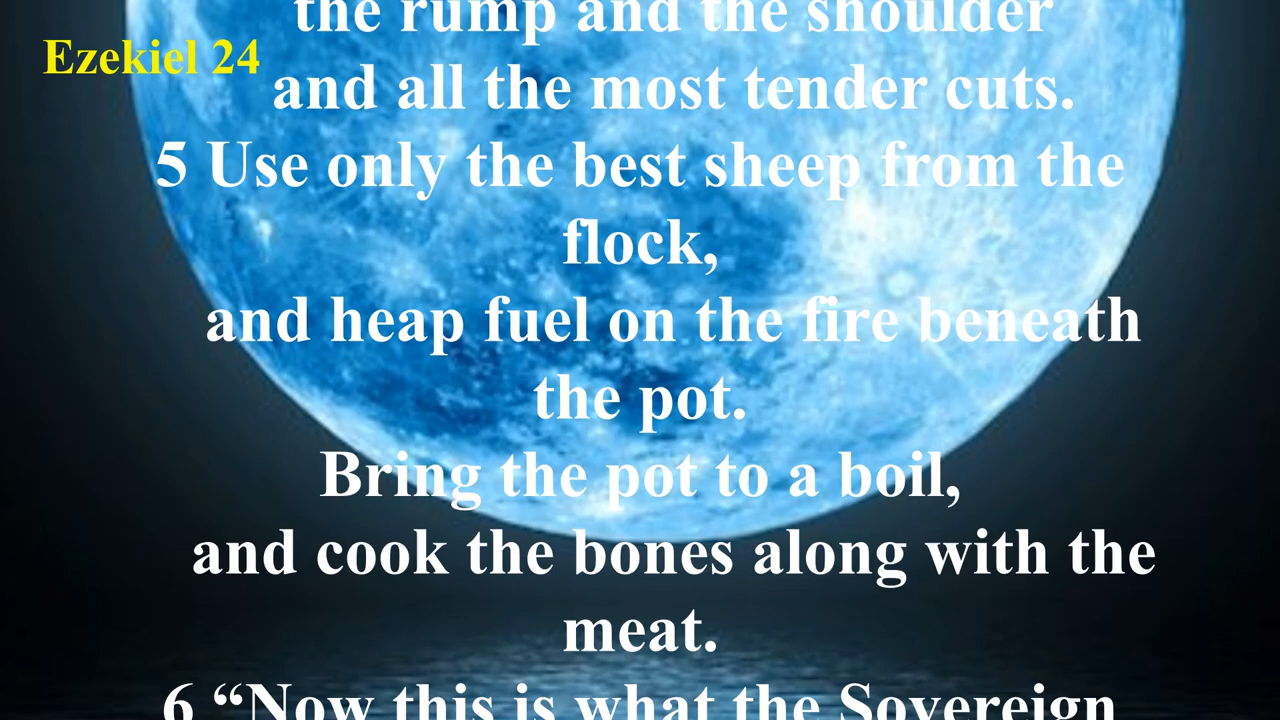 the rump and the shoulder
Ezekiel 24
and all the most tender cuts.
5 Use only the best sheep from the
flock,
and heap fuel on the fire beneath
the pot.
Bring the pot to a boil,
and cook the bones along with the
meat.
6 “Now this is what the Sovereign